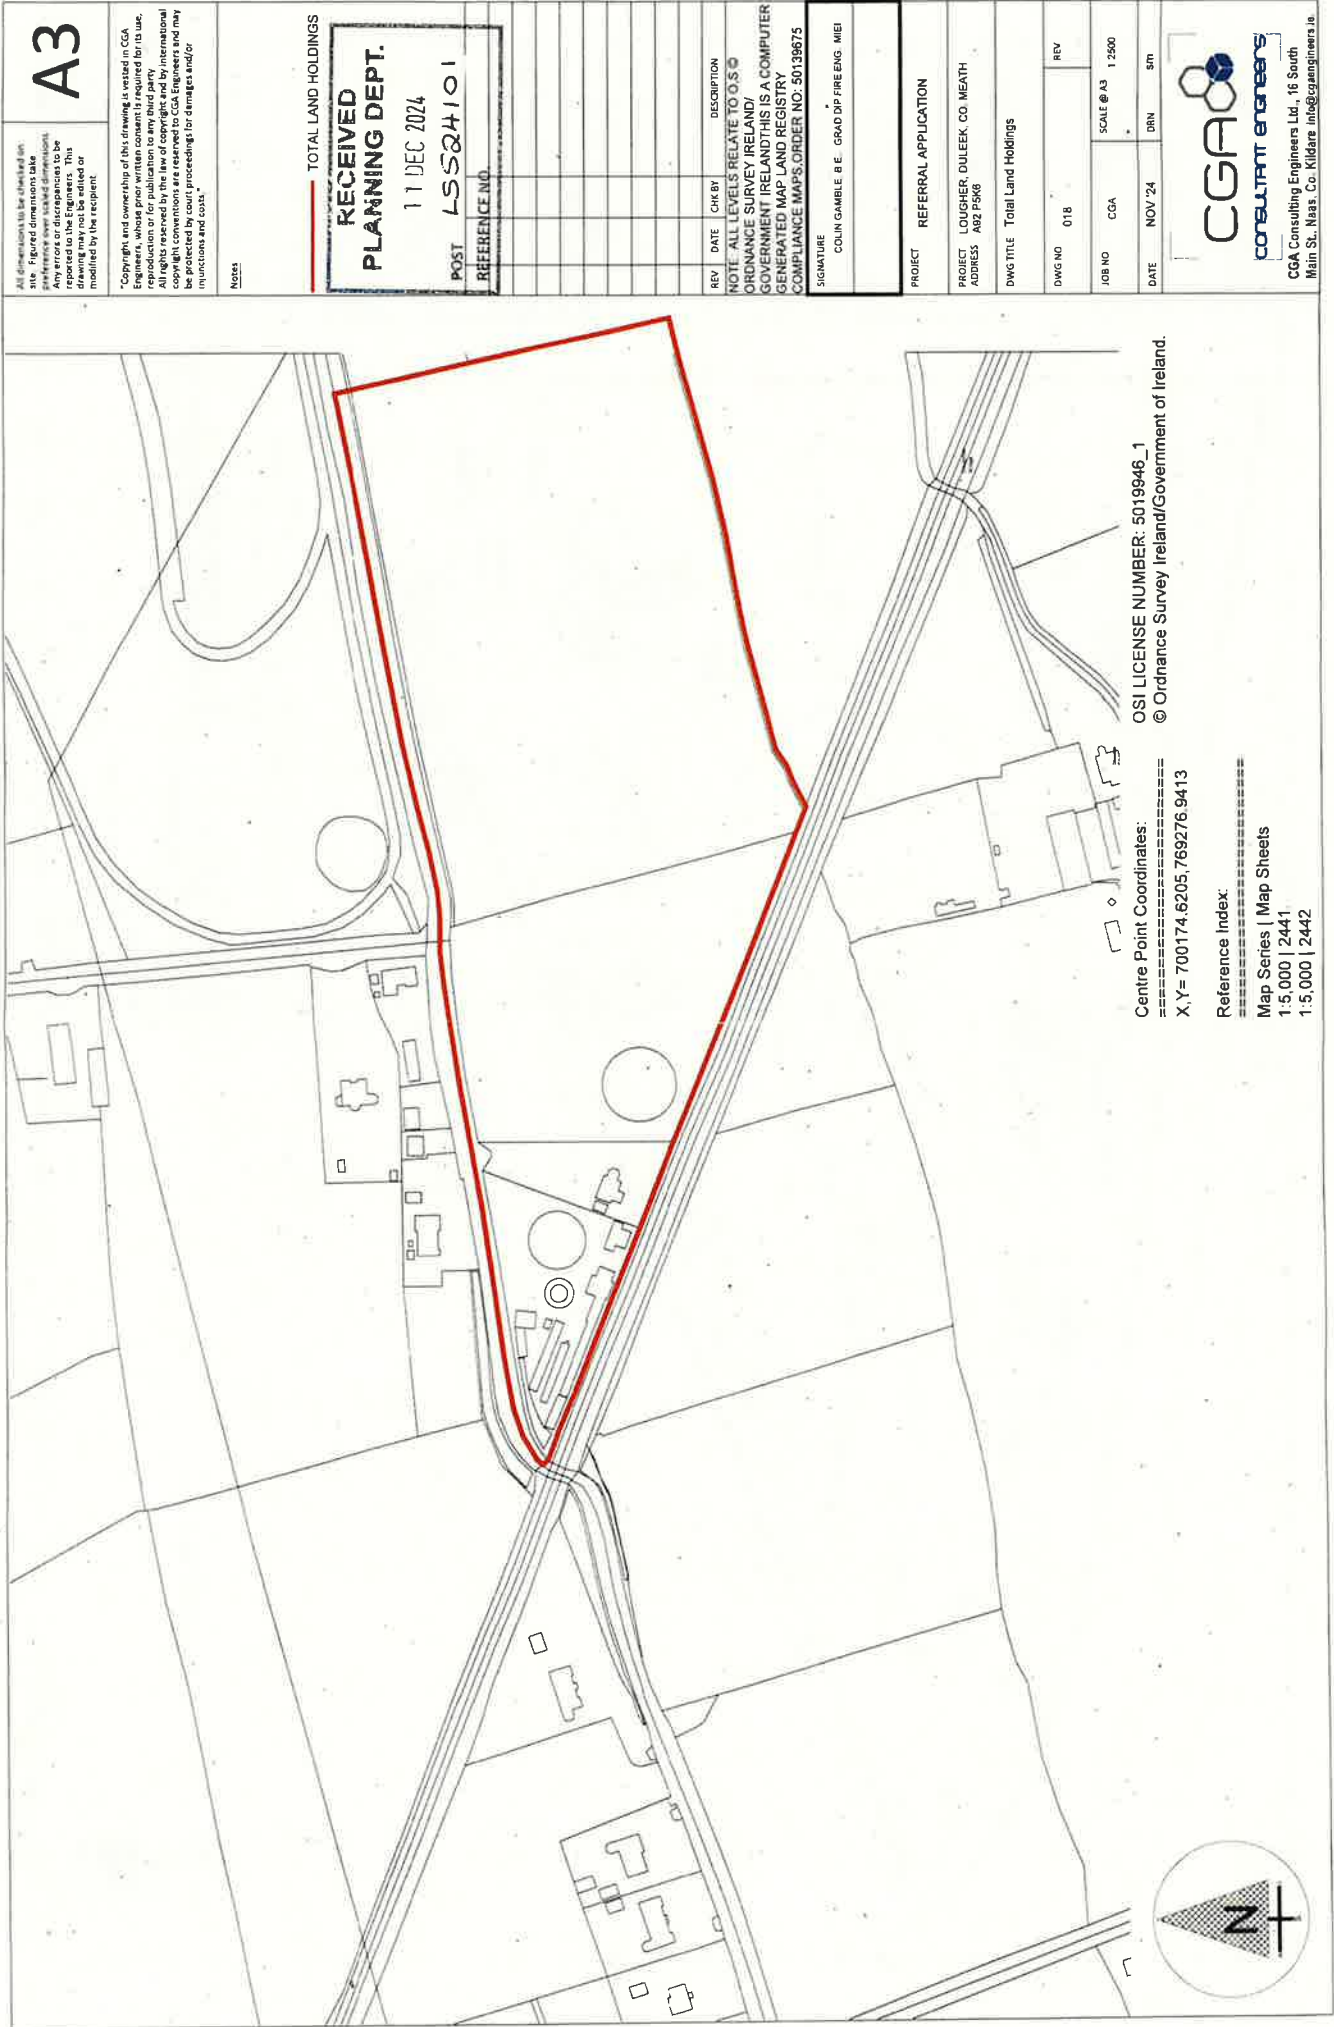 All dimensions to be checked on
site. Figured dimensions take
preference over scaled dimensions
Any errors or discrepancies to be
reported to the Engineers. This
drawing may not be edited or
modified by the recipient
A3
"Copyright and ownership of this drawing is vested in CGA
Engineers, whose prior written consent is required for its use,
reproduction or for publication to any third party
All rights reserved by the law of copyright and by international
copyright conventions are reserved to CGA Engineers and may
be protected by court proceedings for damages and/or
injunctions and costs."
Notes
TOTAL LAND HOLDINGS
RECEIVED
PLANNING DEPT.
11 DEC 2024
POST LSS24101
REFERENCE NO.
REV DATE CHK BY DESCRIPTION
NOTE: ALL LEVELS RELATE TO O.S
ORDNANCE SURVEY IRELAND/
GOVERNMENT IRELANDTHIS IS A COMPUTER
GENERATED MAP LAND REGISTRY
COMPLIANCE MAPS,ORDER NO: 50139675
SIGNATURE
COLIN GAMBLE B E. GRAD DIP FIRE ENG MIEI
PROJECT REFERRAL APPLICATION
PROJECT ADDRESS LOUGHER, DULEEK, CO. MEATH
A92 P5K6
DWG TITLE Total Land Holdings
DWG NO 018 REV
JOB NO CGA SCALE @ A3 1 2500
DATE NOV '24 DRN S/m
CGA
CONSULTANT ENGINEERS
CGA Consulting Engineers Ltd., 16 South
Main St., Naas, Co. Kildare info@cgaengineers.ie
OSI LICENSE NUMBER: 5019946_1
© Ordnance Survey Ireland/Government of Ireland.
Centre Point Coordinates:
========================
X,Y= 700174.6205,769276.9413
Reference Index:
========================
Map Series | Map Sheets
1:5,000 | 2441
1:5,000 | 2442
N